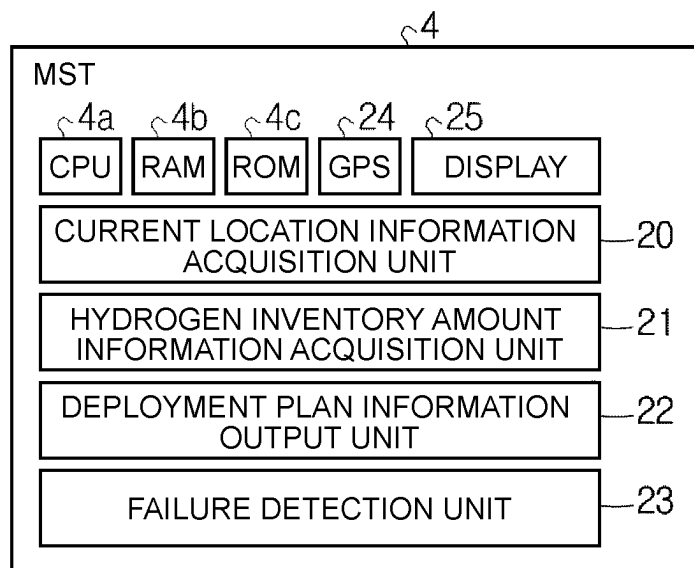 4
MST
4a 4b 4c 24 25
CPU RAM ROM GPS DISPLAY
CURRENT LOCATION INFORMATION
ACQUISITION UNIT
20
HYDROGEN INVENTORY AMOUNT
INFORMATION ACQUISITION UNIT
21
DEPLOYMENT PLAN INFORMATION
OUTPUT UNIT
22
FAILURE DETECTION UNIT
23